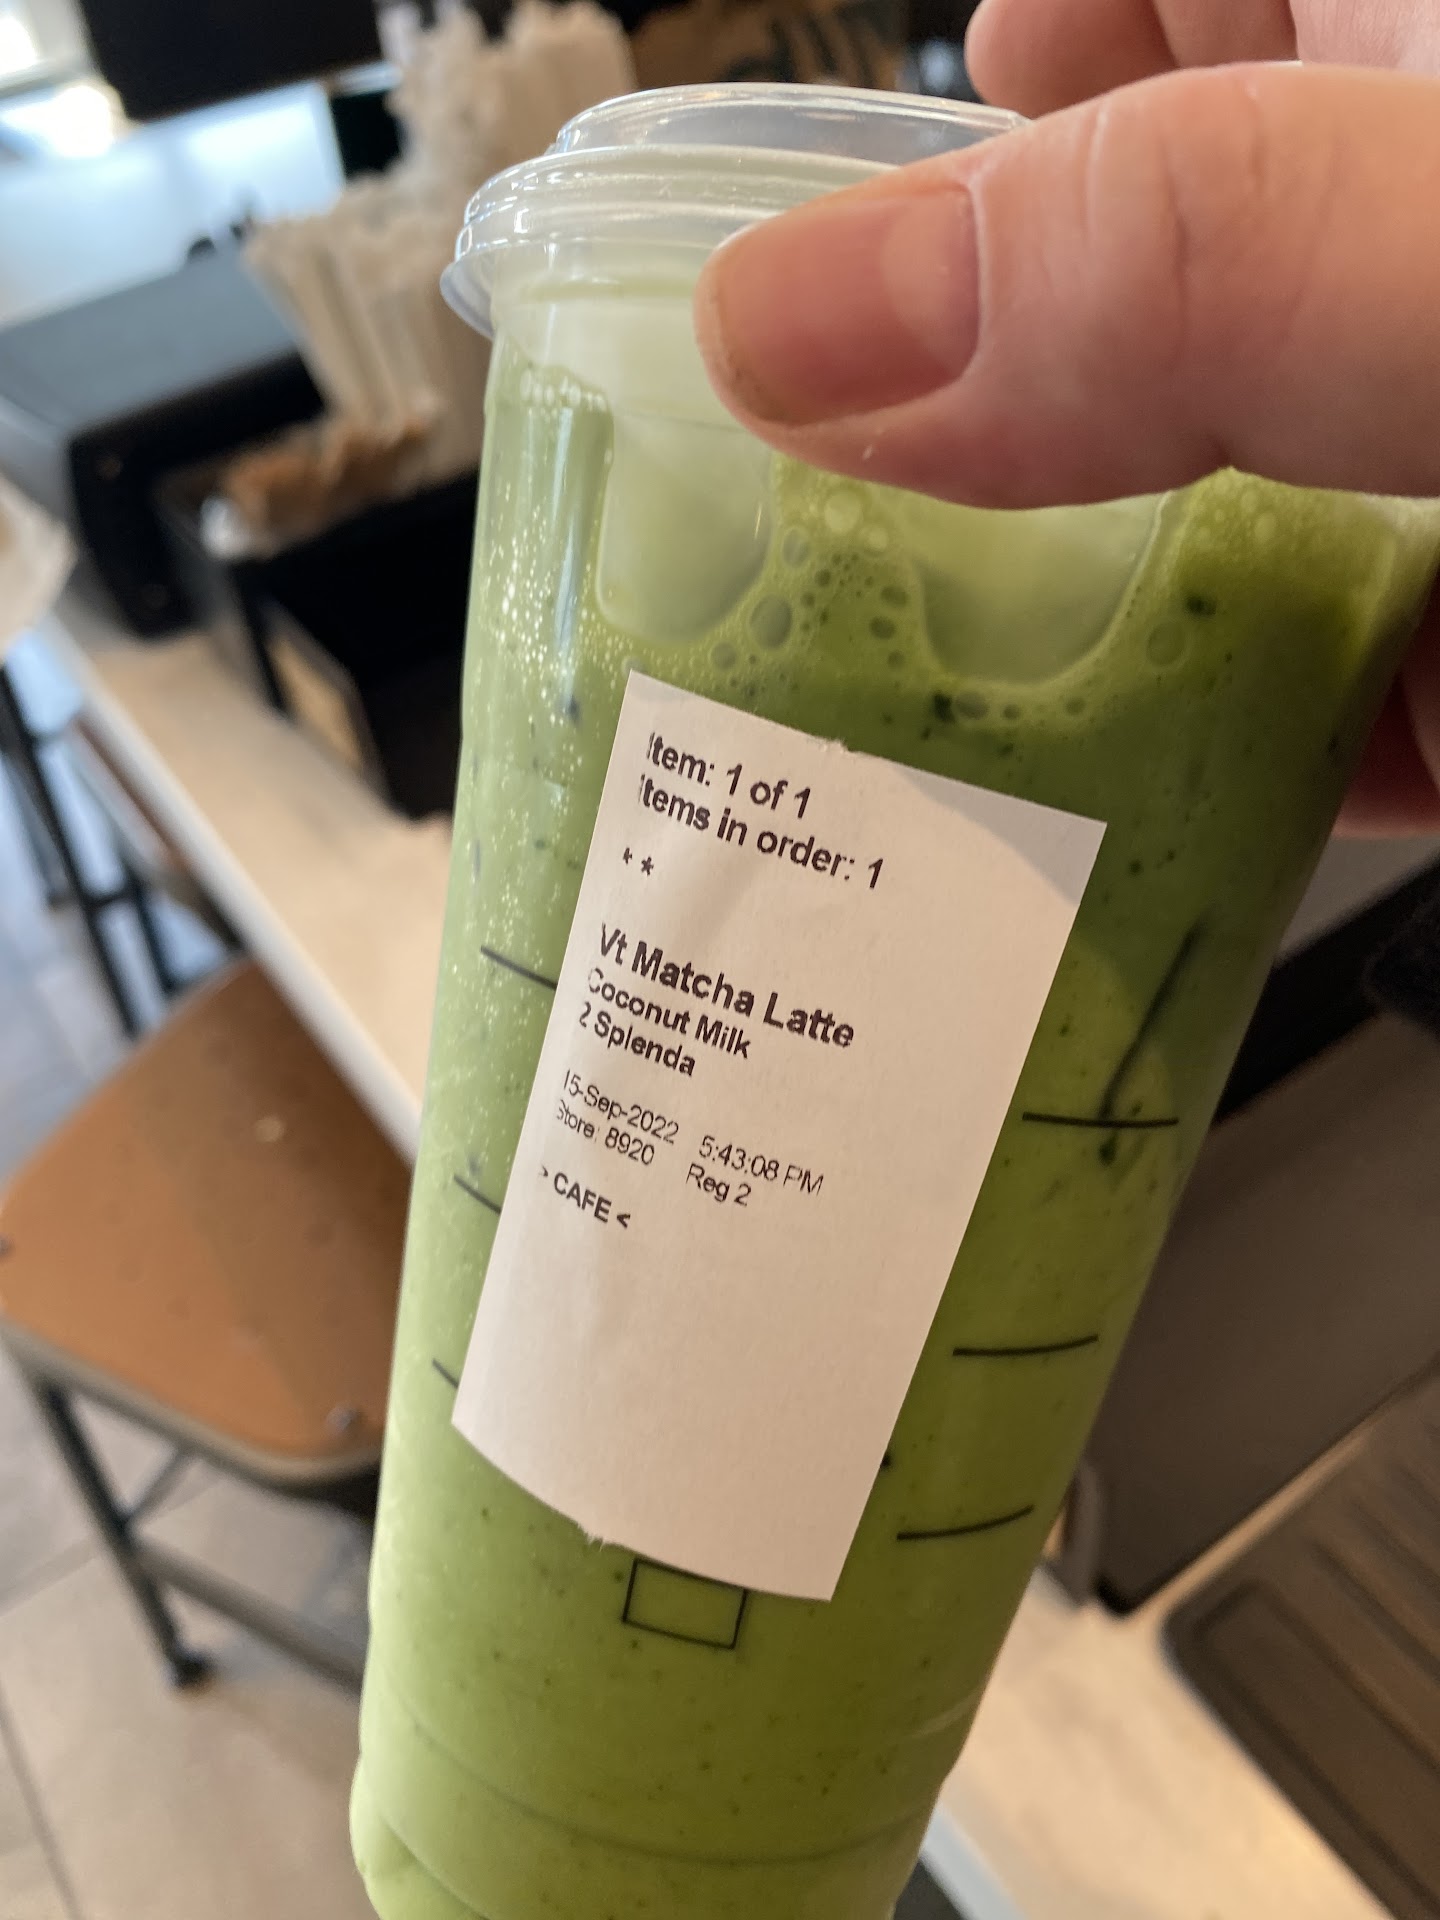 Item: 1 of 1
Items in order: 1
* *
Vt Matcha Latte
Coconut Milk
2 Splenda
15-Sep-2022 5:43:08 PM
Store: 8920 Reg 2
> CAFE <